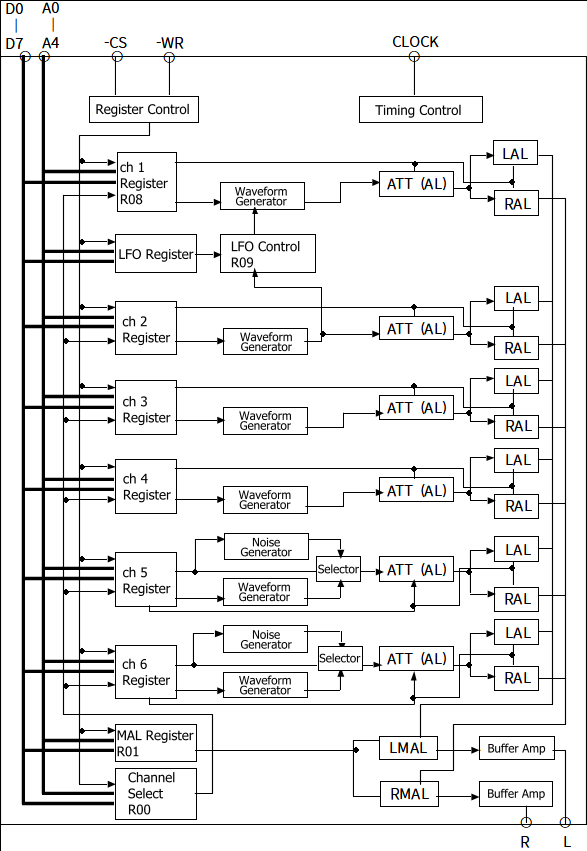 D0 A0
| |
D7 A4 -CS -WR CLOCK
Register Control
Timing Control
ch 1
Register
R08
Waveform
Generator
ATT (AL)
LAL
RAL
LFO Register
LFO Control
R09
ch 2
Register
Waveform
Generator
ATT (AL)
LAL
RAL
ch 3
Register
Waveform
Generator
ATT (AL)
LAL
RAL
ch 4
Register
Waveform
Generator
ATT (AL)
LAL
RAL
ch 5
Register
Noise
Generator
Waveform
Generator
Selector
ATT (AL)
LAL
RAL
ch 6
Register
Noise
Generator
Waveform
Generator
Selector
ATT (AL)
LAL
RAL
MAL Register
R01
LMAL
Buffer Amp
Channel
Select
R00
RMAL
Buffer Amp
R L